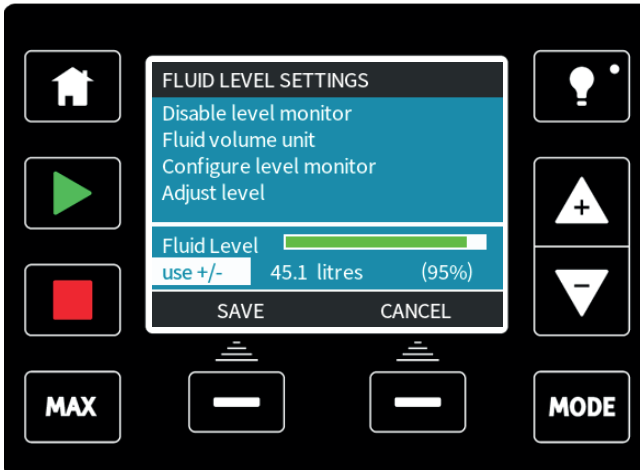 FLUID LEVEL SETTINGS
Disable level monitor
Fluid volume unit
Configure level monitor
Adjust level
Fluid Level
use +/- 45.1 litres (95%)
SAVE CANCEL
+
−
MAX
MODE